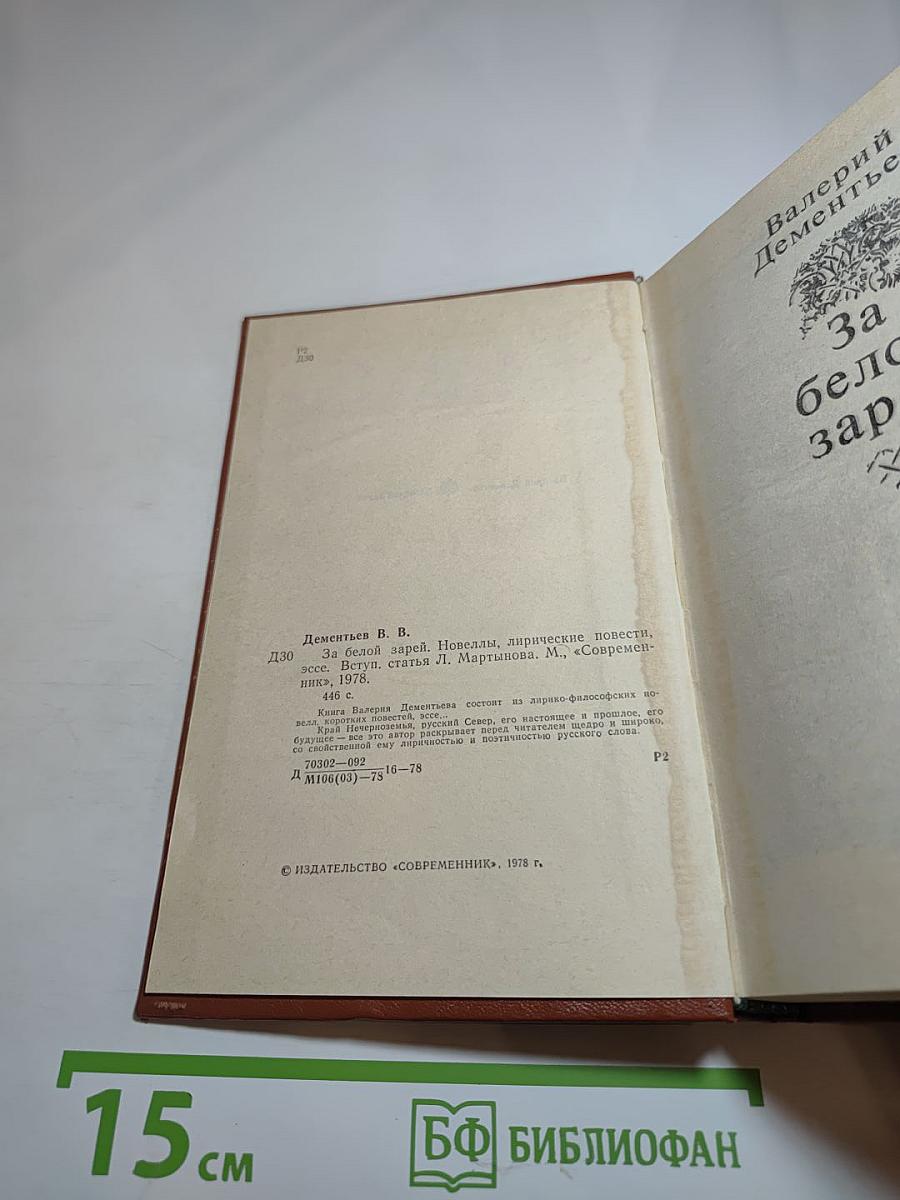 Р2
Д30
Дементьев В. В.
Д30 За белой зарей. Новеллы, лирические повести,
эссе. Вступ. статья Л. Мартынова. М., «Современ-
ник», 1978.
446 с.
Книга Валерия Дементьева состоит из лирико-философских но-
велл, коротких повестей, эссе...
Край Нечерноземья, русский Север, его настоящее и прошлое, его
будущее — все это автор раскрывает перед читателем щедро и широко,
со свойственной ему лиричностью и поэтичностью русского слова.
Д 70302—092
М106(03)—78 16—78
Р2
© ИЗДАТЕЛЬСТВО «СОВРЕМЕННИК», 1978 г.
Валерий
Дементье
За
бело
зар
15 см
БФ БИБЛИОФАН